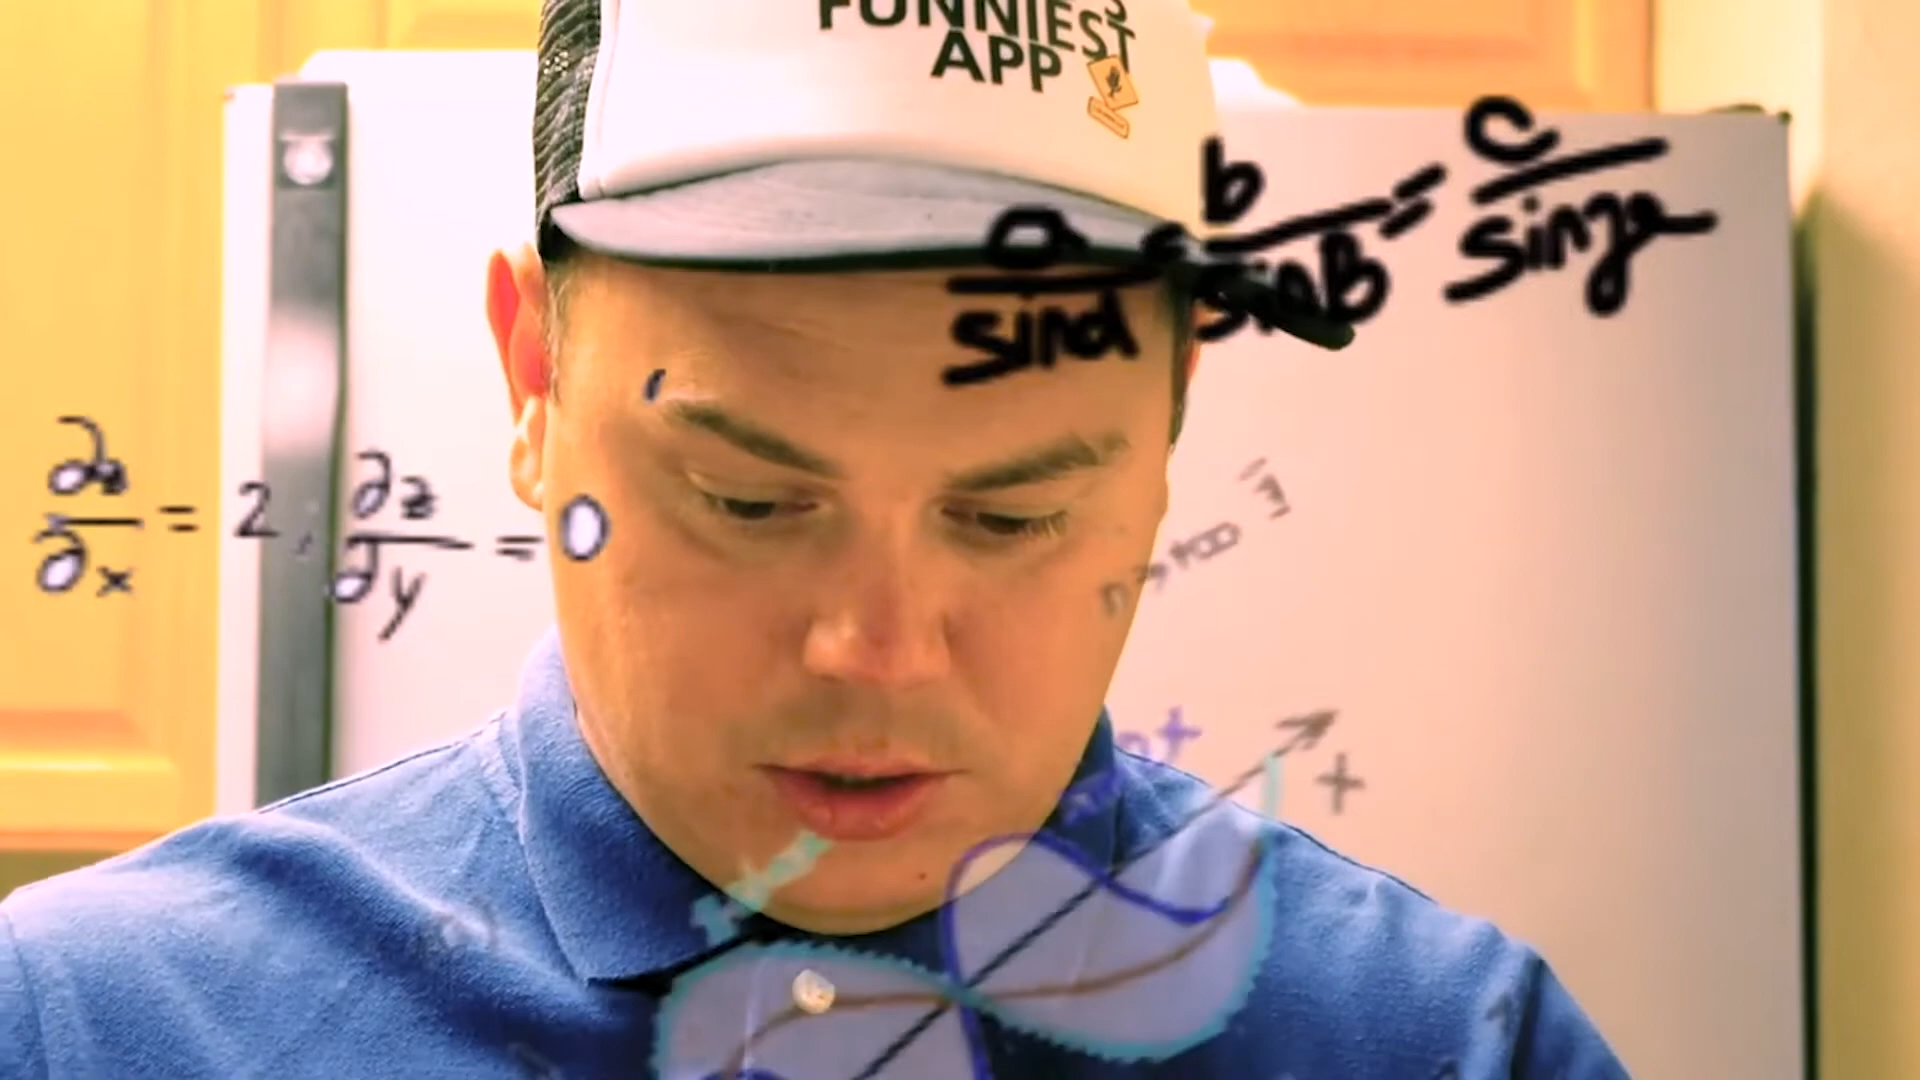 FUNNIEST
APP
a/sinα = b/sinβ = c/sinγ
∂z/∂x = 2, ∂z/∂y = 0
n→+∞
+